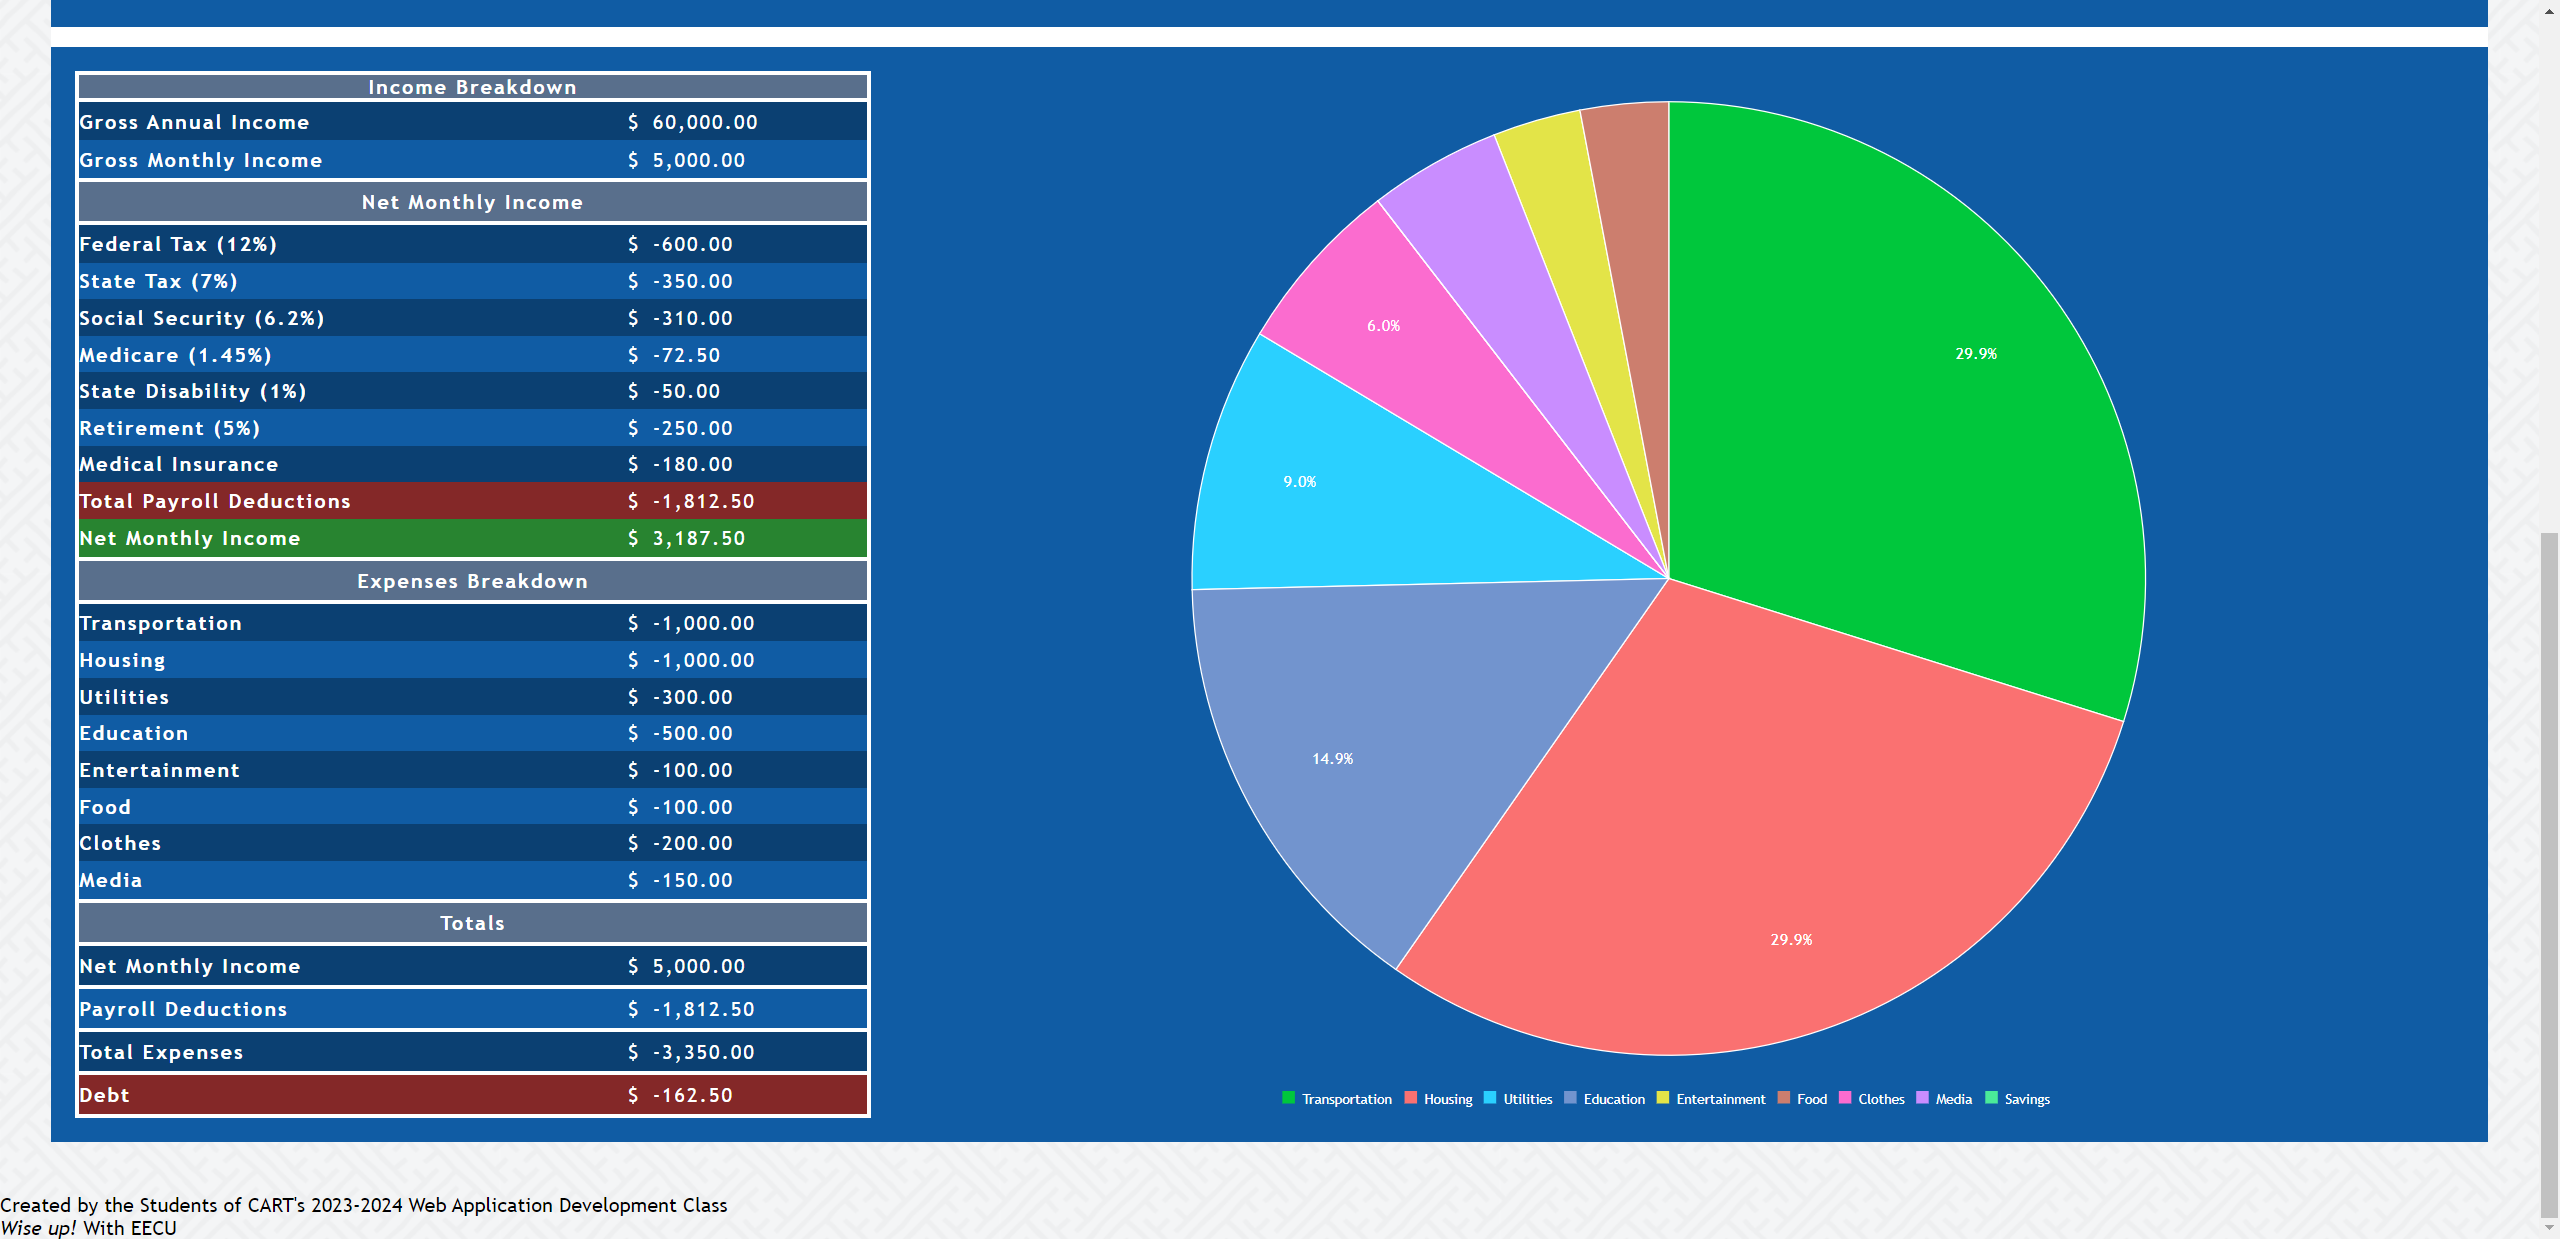 Income Breakdown
Gross Annual Income $ 60,000.00
Gross Monthly Income $ 5,000.00
Net Monthly Income
Federal Tax (12%) $ -600.00
State Tax (7%) $ -350.00
Social Security (6.2%) $ -310.00
Medicare (1.45%) $ -72.50
State Disability (1%) $ -50.00
Retirement (5%) $ -250.00
Medical Insurance $ -180.00
Total Payroll Deductions $ -1,812.50
Net Monthly Income $ 3,187.50
Expenses Breakdown
Transportation $ -1,000.00
Housing $ -1,000.00
Utilities $ -300.00
Education $ -500.00
Entertainment $ -100.00
Food $ -100.00
Clothes $ -200.00
Media $ -150.00
Totals
Net Monthly Income $ 5,000.00
Payroll Deductions $ -1,812.50
Total Expenses $ -3,350.00
Debt $ -162.50
6.0%
29.9%
9.0%
14.9%
29.9%
Transportation Housing Utilities Education Entertainment Food Clothes Media Savings
Created by the Students of CART's 2023-2024 Web Application Development Class
Wise up! With EECU